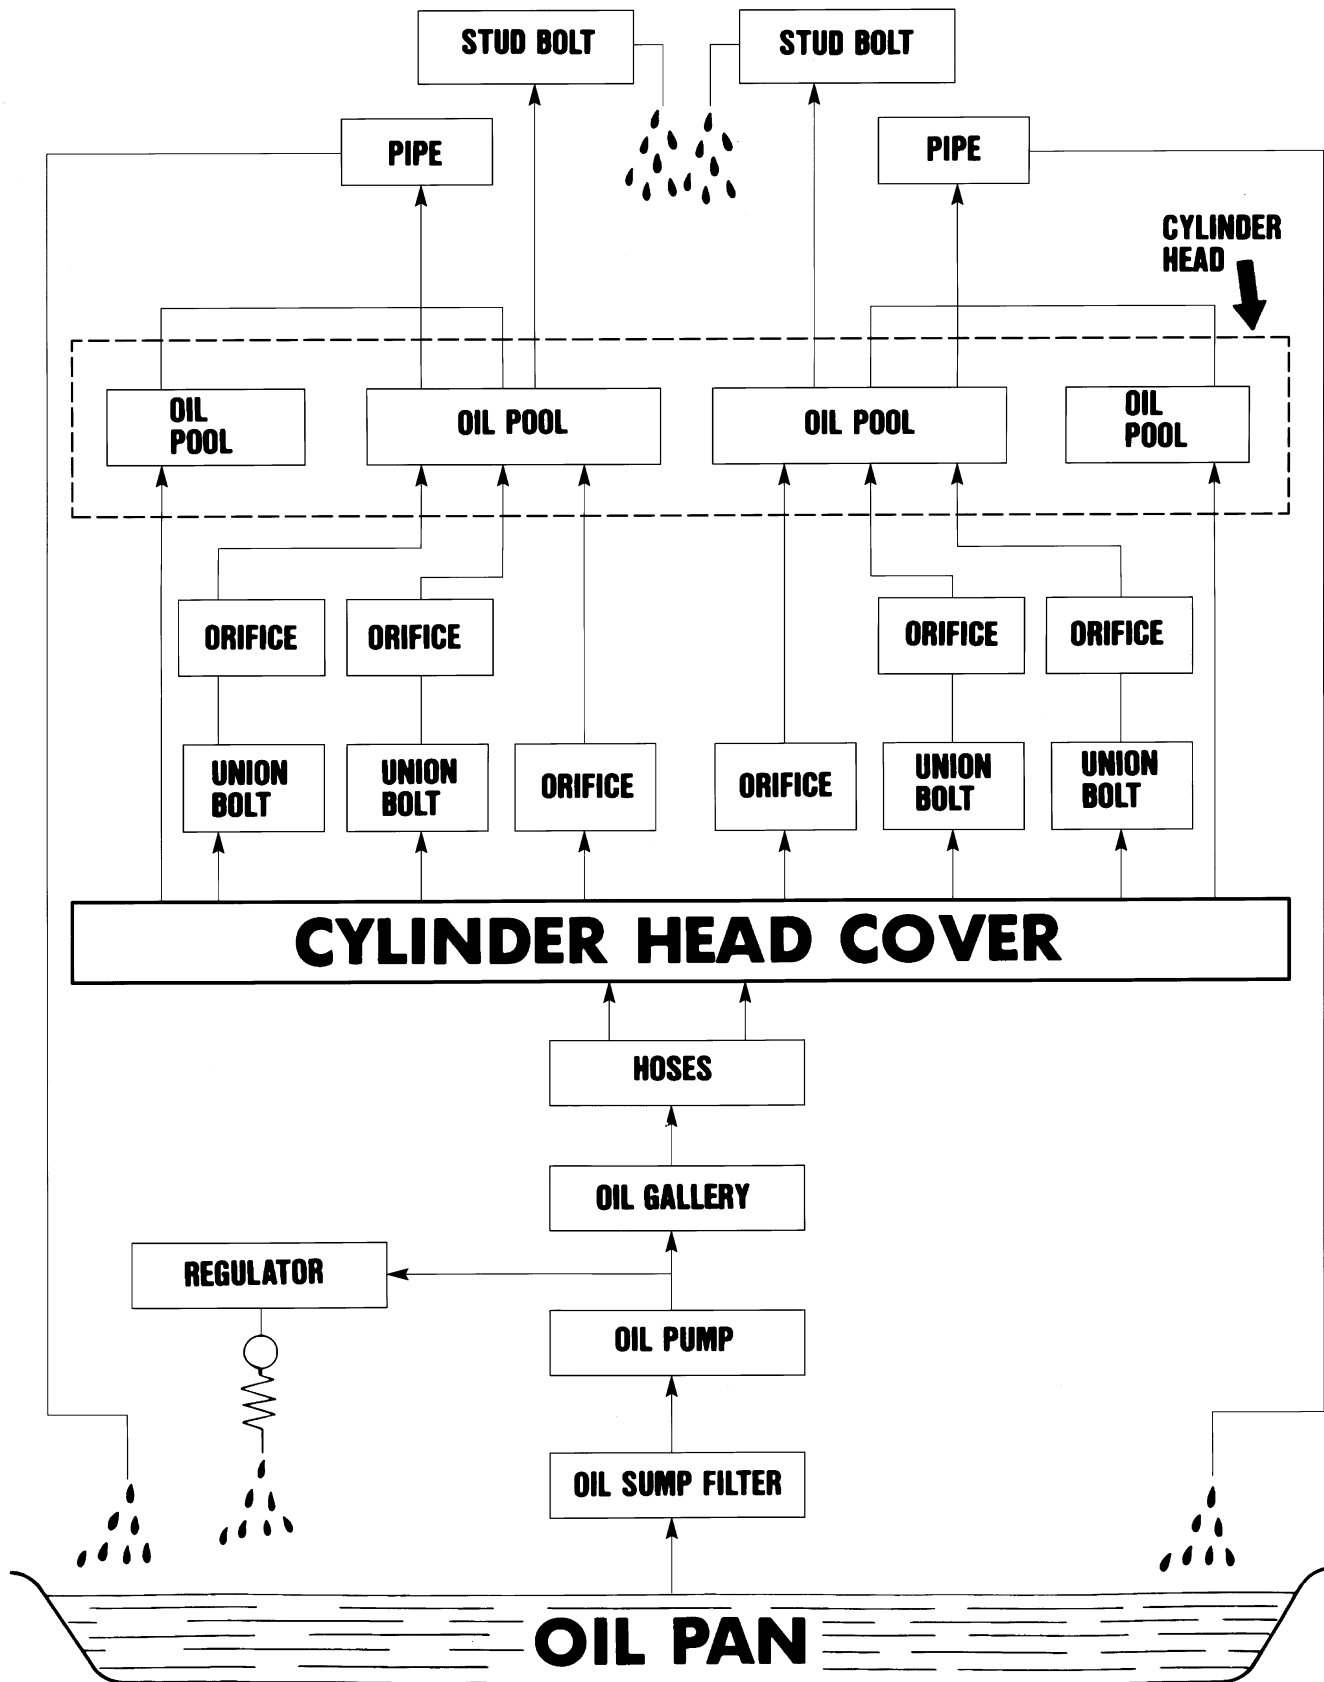 STUD BOLT
STUD BOLT
PIPE
PIPE
CYLINDER
HEAD
OIL
POOL
OIL POOL
OIL POOL
OIL
POOL
ORIFICE
ORIFICE
ORIFICE
ORIFICE
UNION
BOLT
UNION
BOLT
ORIFICE
ORIFICE
UNION
BOLT
UNION
BOLT
CYLINDER HEAD COVER
HOSES
OIL GALLERY
REGULATOR
OIL PUMP
OIL SUMP FILTER
OIL PAN